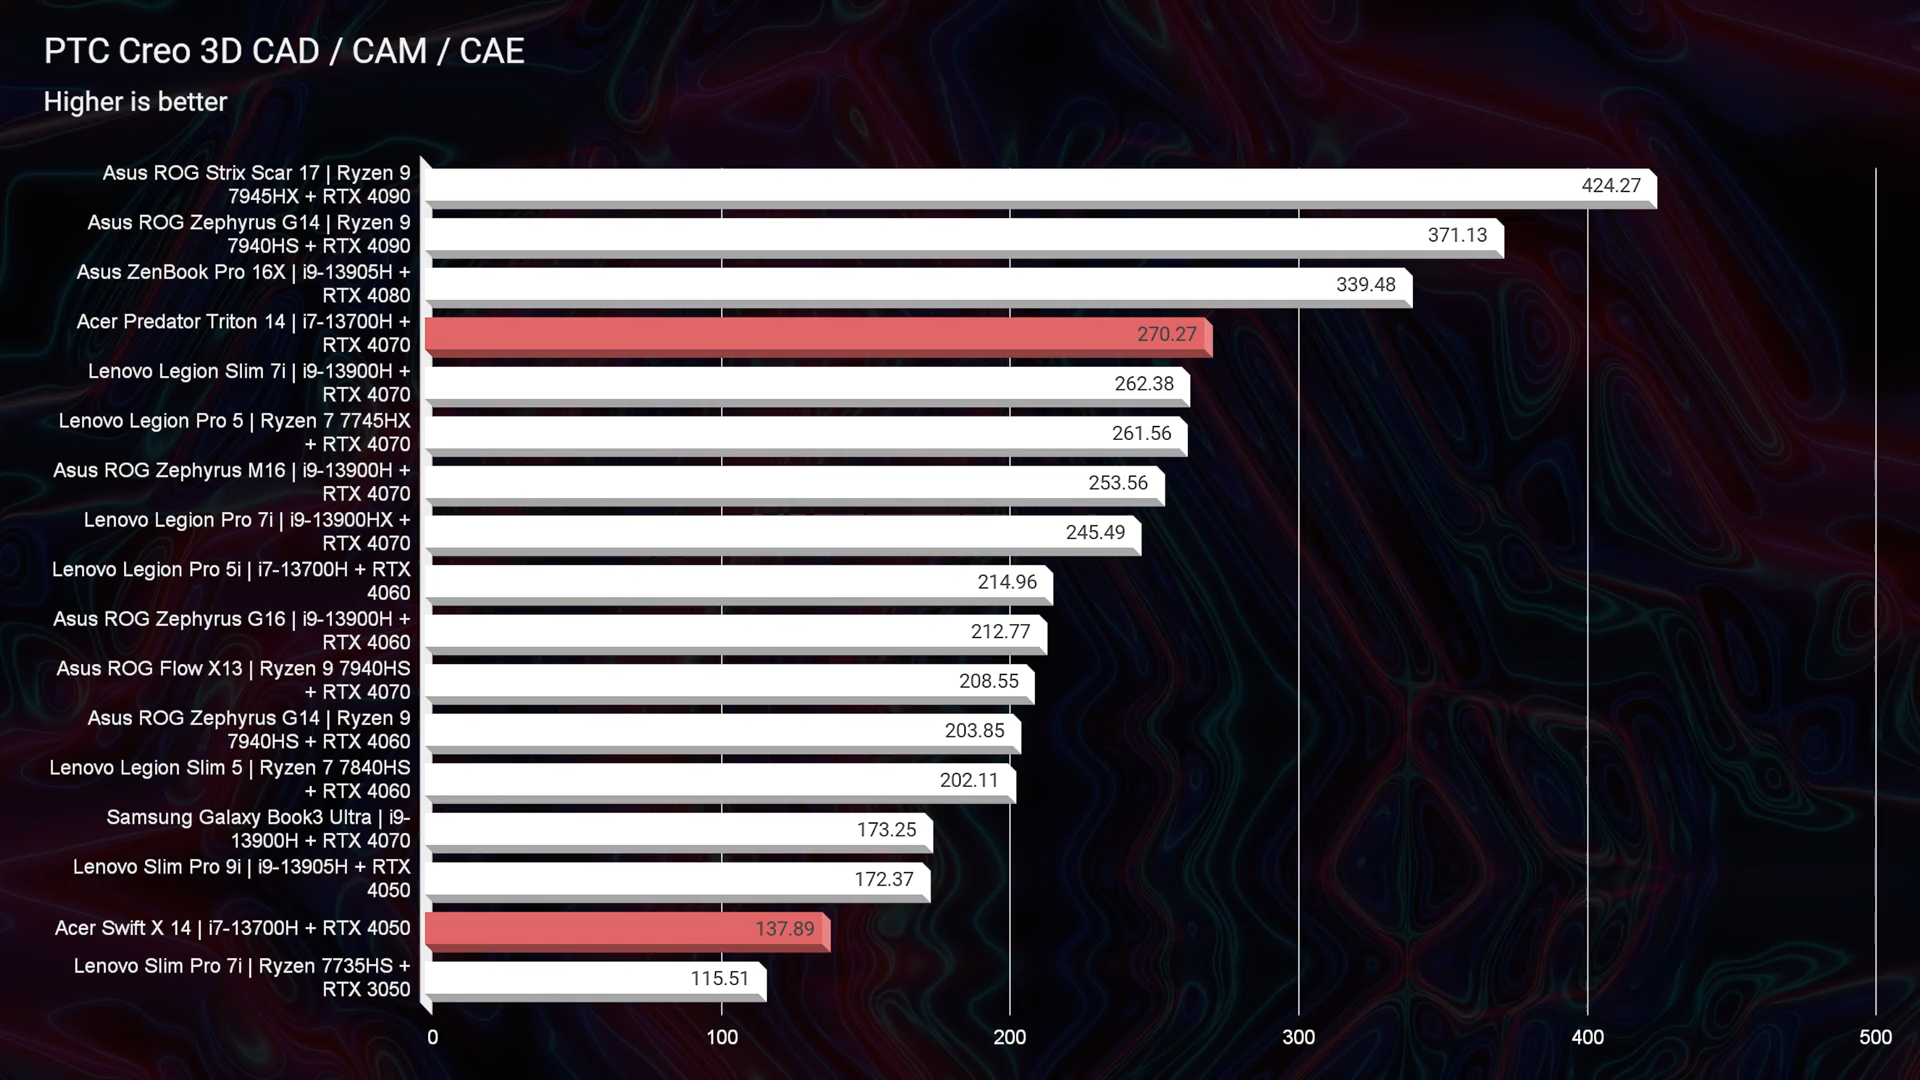 PTC Creo 3D CAD / CAM / CAE
Higher is better
Asus ROG Strix Scar 17 | Ryzen 9
7945HX + RTX 4090
424.27
Asus ROG Zephyrus G14 | Ryzen 9
7940HS + RTX 4090
371.13
Asus ZenBook Pro 16X | i9-13905H +
RTX 4080
339.48
Acer Predator Triton 14 | i7-13700H +
RTX 4070
270.27
Lenovo Legion Slim 7i | i9-13900H +
RTX 4070
262.38
Lenovo Legion Pro 5 | Ryzen 7 7745HX
+ RTX 4070
261.56
Asus ROG Zephyrus M16 | i9-13900H +
RTX 4070
253.56
Lenovo Legion Pro 7i | i9-13900HX +
RTX 4070
245.49
Lenovo Legion Pro 5i | i7-13700H + RTX
4060
214.96
Asus ROG Zephyrus G16 | i9-13900H +
RTX 4060
212.77
Asus ROG Flow X13 | Ryzen 9 7940HS
+ RTX 4070
208.55
Asus ROG Zephyrus G14 | Ryzen 9
7940HS + RTX 4060
203.85
Lenovo Legion Slim 5 | Ryzen 7 7840HS
+ RTX 4060
202.11
Samsung Galaxy Book3 Ultra | i9-
13900H + RTX 4070
173.25
Lenovo Slim Pro 9i | i9-13905H + RTX
4050
172.37
Acer Swift X 14 | i7-13700H + RTX 4050
137.89
Lenovo Slim Pro 7i | Ryzen 7735HS +
RTX 3050
115.51
0 100 200 300 400 500